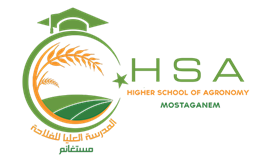 HSA
HIGHER SCHOOL OF AGRONOMY
MOSTAGANEM
المدرسة العليا للفلاحة
مستغانم